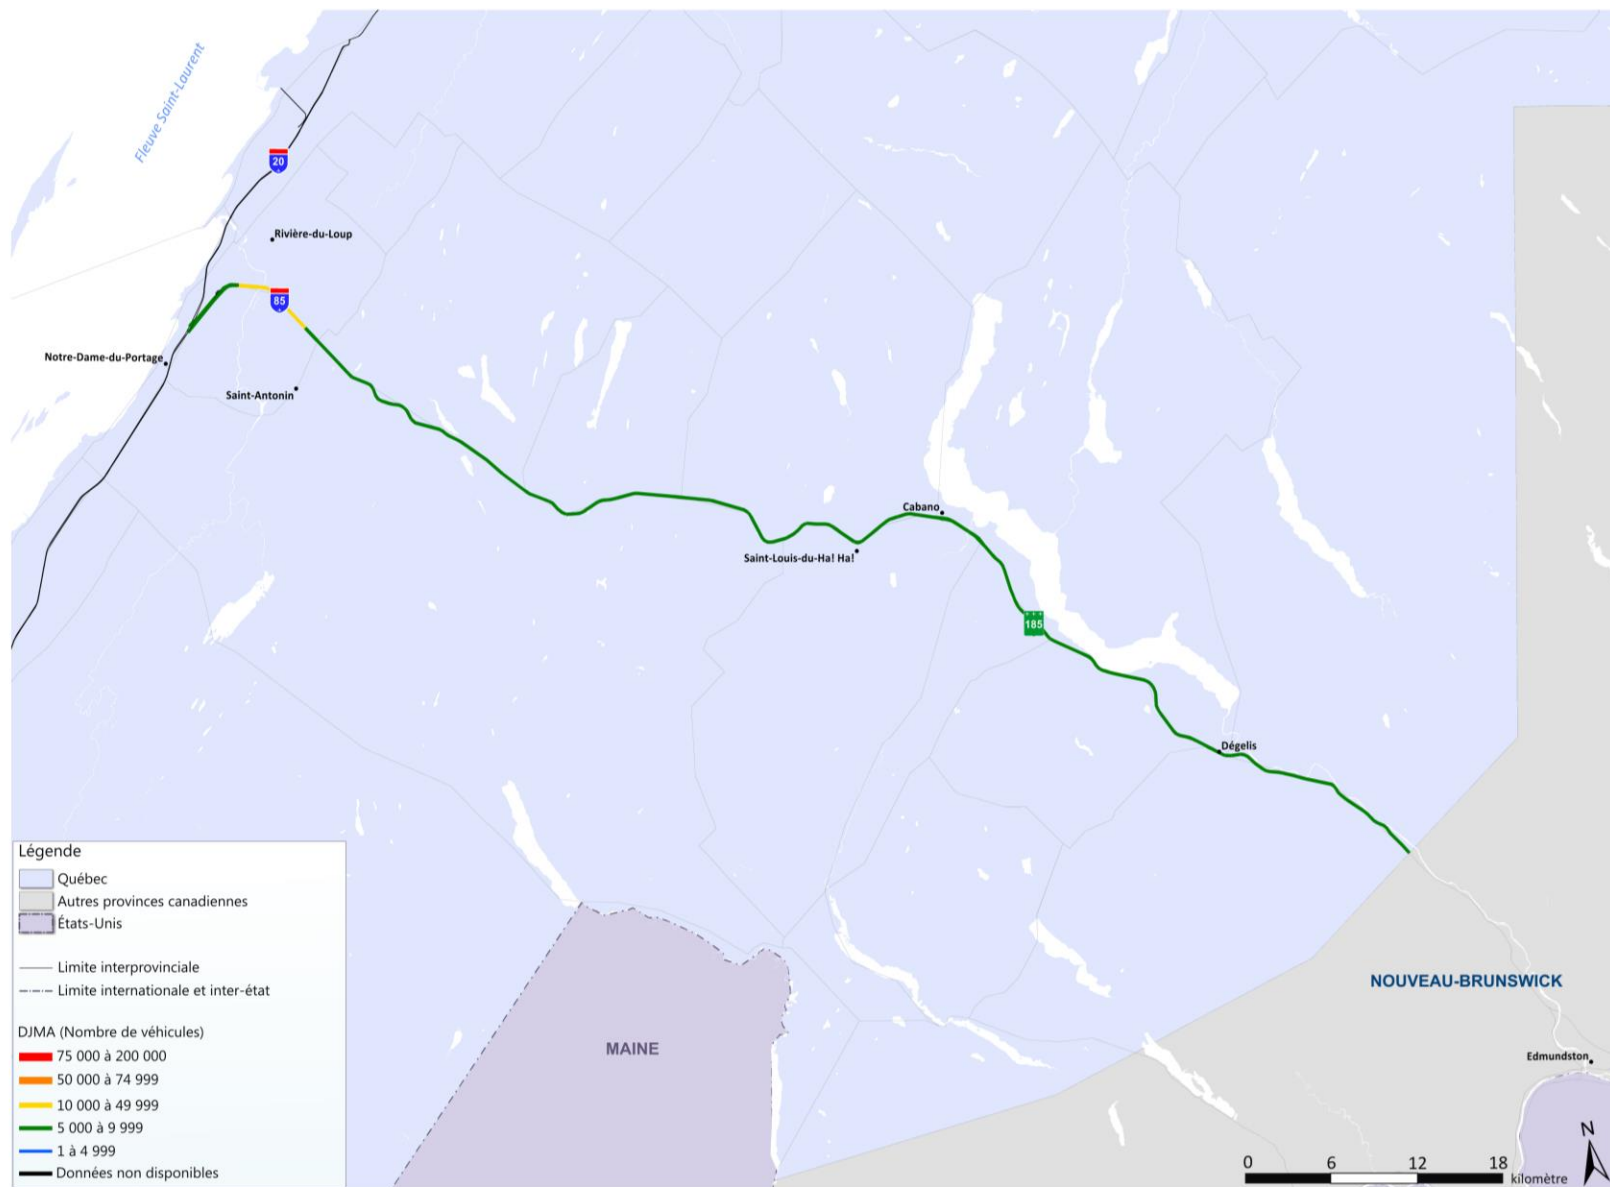 Fleuve Saint-Laurent
20
Rivière-du-Loup
85
Notre-Dame-du-Portage
Saint-Antonin
Cabano
Saint-Louis-du-Ha! Ha!
185
Dégelis
Légende
Québec
Autres provinces canadiennes
États-Unis
Limite interprovinciale
Limite internationale et inter-état
DJMA (Nombre de véhicules)
75 000 à 200 000
50 000 à 74 999
10 000 à 49 999
5 000 à 9 999
1 à 4 999
Données non disponibles
MAINE
NOUVEAU-BRUNSWICK
Edmundston
N
0 6 12 18
kilomètre